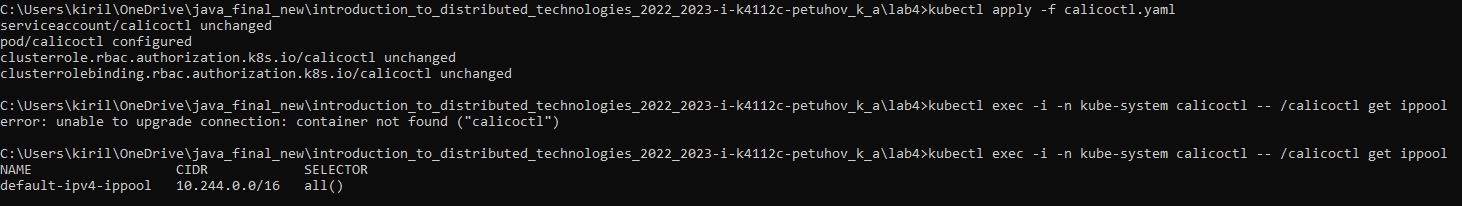 C:\Users\kiril\OneDrive\java_final_new\introduction_to_distributed_technologies_2022_2023-i-k4112c-petuhov_k_a\lab4>kubectl apply -f calicoctl.yaml
serviceaccount/calicoctl unchanged
pod/calicoctl configured
clusterrole.rbac.authorization.k8s.io/calicoctl unchanged
clusterrolebinding.rbac.authorization.k8s.io/calicoctl unchanged
C:\Users\kiril\OneDrive\java_final_new\introduction_to_distributed_technologies_2022_2023-i-k4112c-petuhov_k_a\lab4>kubectl exec -i -n kube-system calicoctl -- /calicoctl get ippool
error: unable to upgrade connection: container not found ("calicoctl")
C:\Users\kiril\OneDrive\java_final_new\introduction_to_distributed_technologies_2022_2023-i-k4112c-petuhov_k_a\lab4>kubectl exec -i -n kube-system calicoctl -- /calicoctl get ippool
NAME                  CIDR            SELECTOR
default-ipv4-ippool   10.244.0.0/16   all()